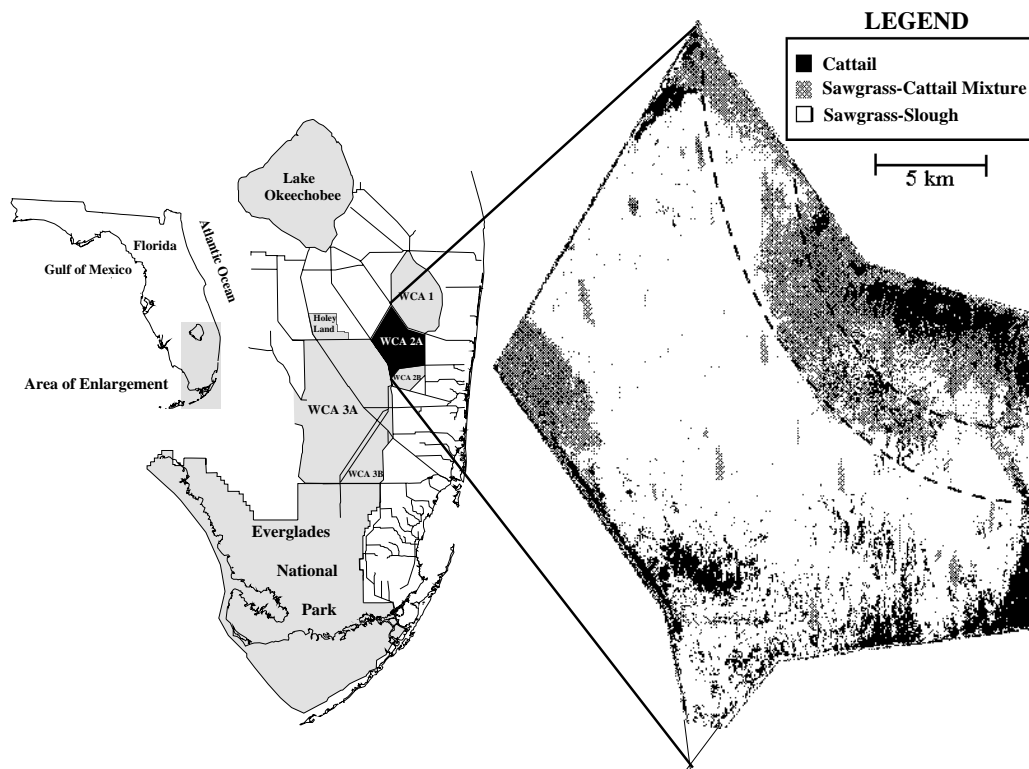 LEGEND
Cattail
Sawgrass-Cattail Mixture
Sawgrass-Slough
5 km
Lake
Okeechobee
Florida
Gulf of Mexico
Atlantic Ocean
Area of Enlargement
WCA 1
Holey
Land
WCA 2A
WCA 2B
WCA 3A
WCA 3B
Everglades
National
Park